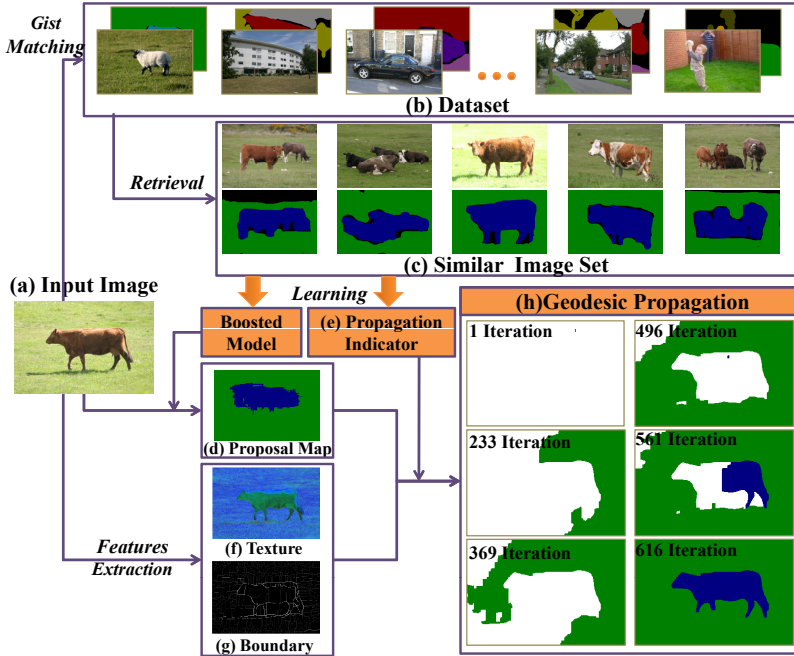 Gist
Matching
(b) Dataset
Retrieval
(c) Similar Image Set
(a) Input Image
Learning
Boosted
Model
(e) Propagation
Indicator
(h)Geodesic Propagation
1 Iteration
496 Iteration
233 Iteration
561 Iteration
369 Iteration
616 Iteration
(d) Proposal Map
(f) Texture
Features
Extraction
(g) Boundary